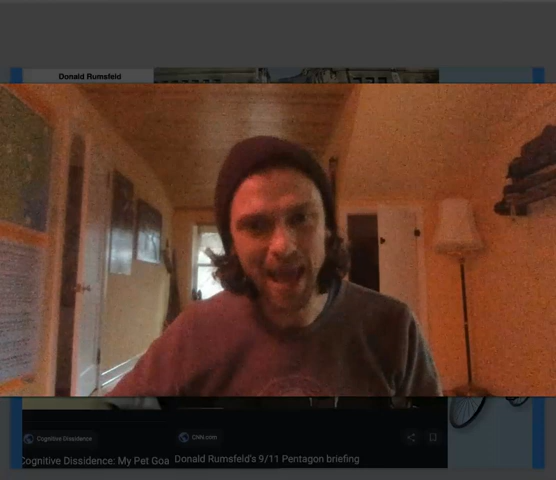 Donald Rumsfeld
Cognitive Dissidence
CNN.com
Cognitive Dissidence: My Pet Goa
Donald Rumsfeld's 9/11 Pentagon briefing